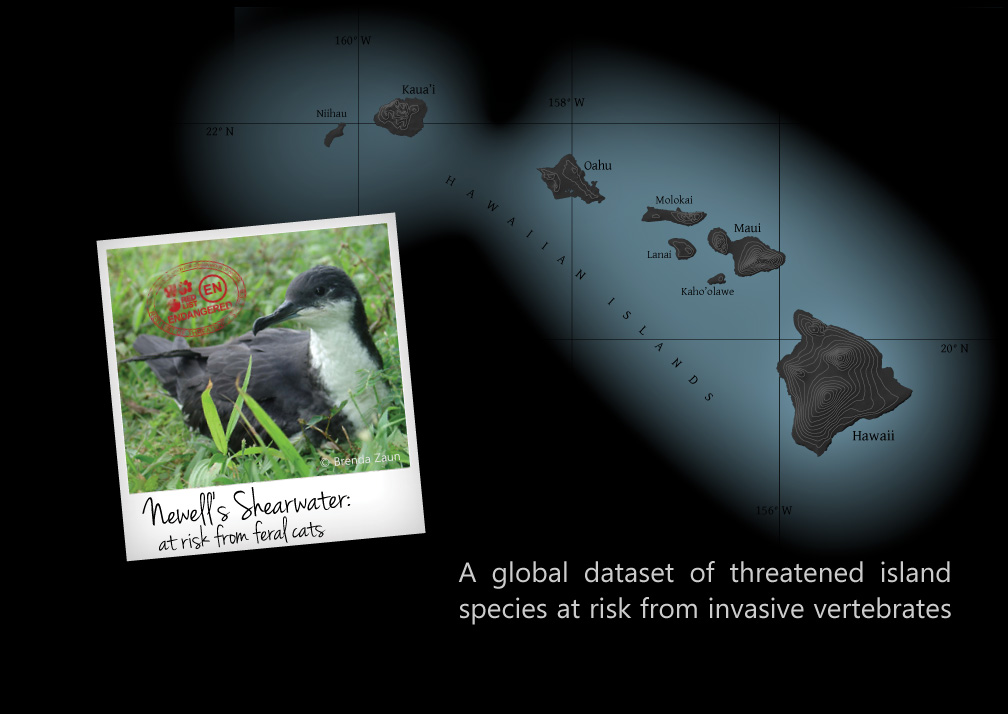 160° W
Kaua'i
158° W
Niihau
22° N
Oahu
HAWAIIAN ISLANDS
Molokai
Maui
Lanai
Kaho'olawe
20° N
Hawaii
156° W
RED
LIST
EN
ENDANGERED
© Brenda Zaun
Newell's Shearwater:
at risk from feral cats
A global dataset of threatened island
species at risk from invasive vertebrates